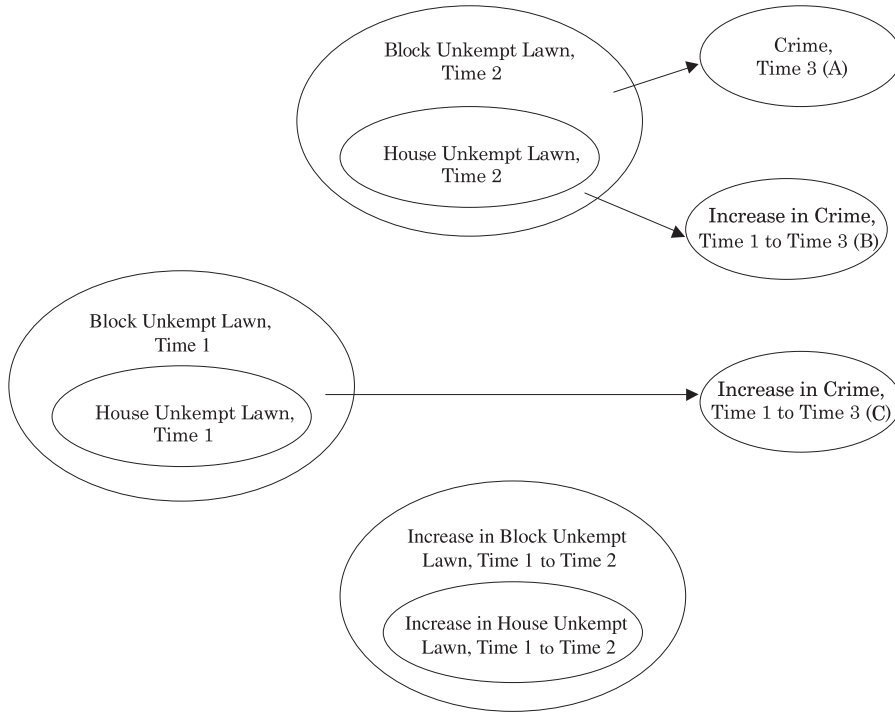 Block Unkempt Lawn,
Time 2
House Unkempt Lawn,
Time 2
Crime,
Time 3 (A)
Increase in Crime,
Time 1 to Time 3 (B)
Block Unkempt Lawn,
Time 1
House Unkempt Lawn,
Time 1
Increase in Crime,
Time 1 to Time 3 (C)
Increase in Block Unkempt
Lawn, Time 1 to Time 2
Increase in House Unkempt
Lawn, Time 1 to Time 2